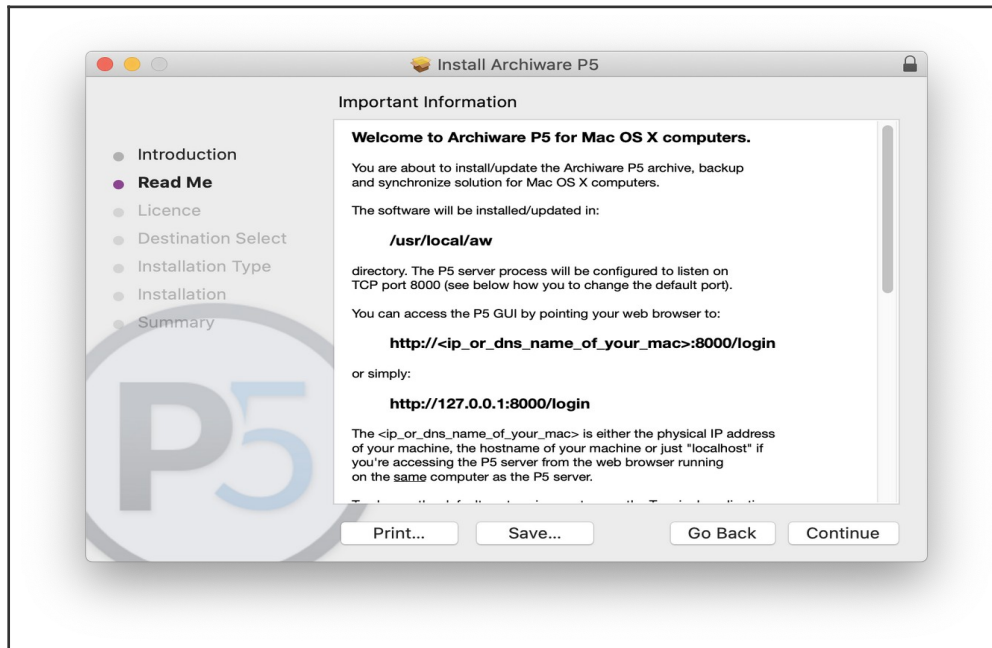 Install Archiware P5
Important Information
Introduction
Read Me
Licence
Destination Select
Installation Type
Installation
Summary
P5
Welcome to Archiware P5 for Mac OS X computers.
You are about to install/update the Archiware P5 archive, backup
and synchronize solution for Mac OS X computers.
The software will be installed/updated in:
/usr/local/aw
directory. The P5 server process will be configured to listen on
TCP port 8000 (see below how you to change the default port).
You can access the P5 GUI by pointing your web browser to:
http://<ip_or_dns_name_of_your_mac>:8000/login
or simply:
http://127.0.0.1:8000/login
The <ip_or_dns_name_of_your_mac> is either the physical IP address
of your machine, the hostname of your machine or just "localhost" if
you're accessing the P5 server from the web browser running
on the same computer as the P5 server.
Print...
Save...
Go Back
Continue